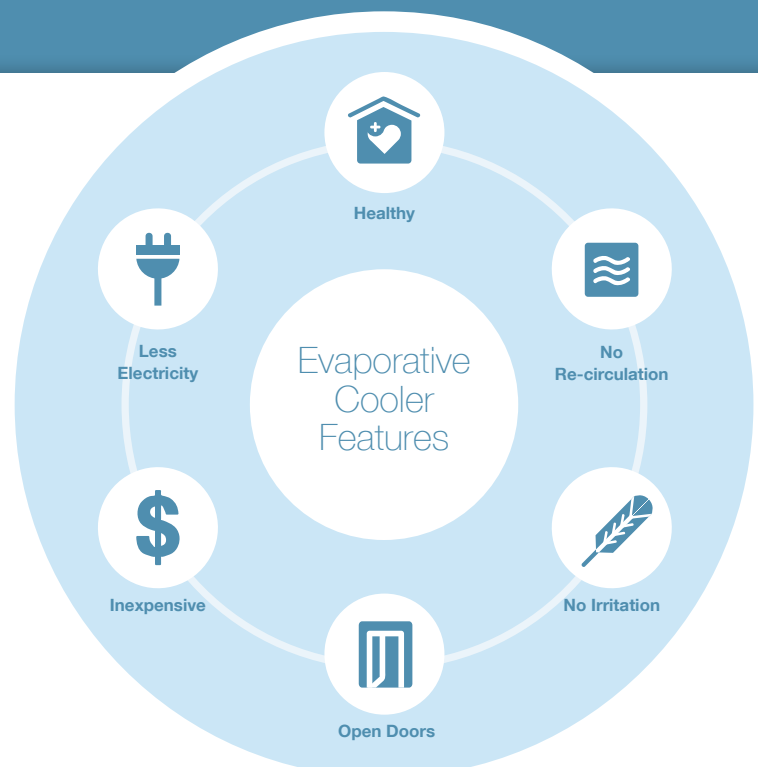 Healthy
No
Re-circulation
No Irritation
Open Doors
Inexpensive
Less
Electricity
Evaporative
Cooler
Features